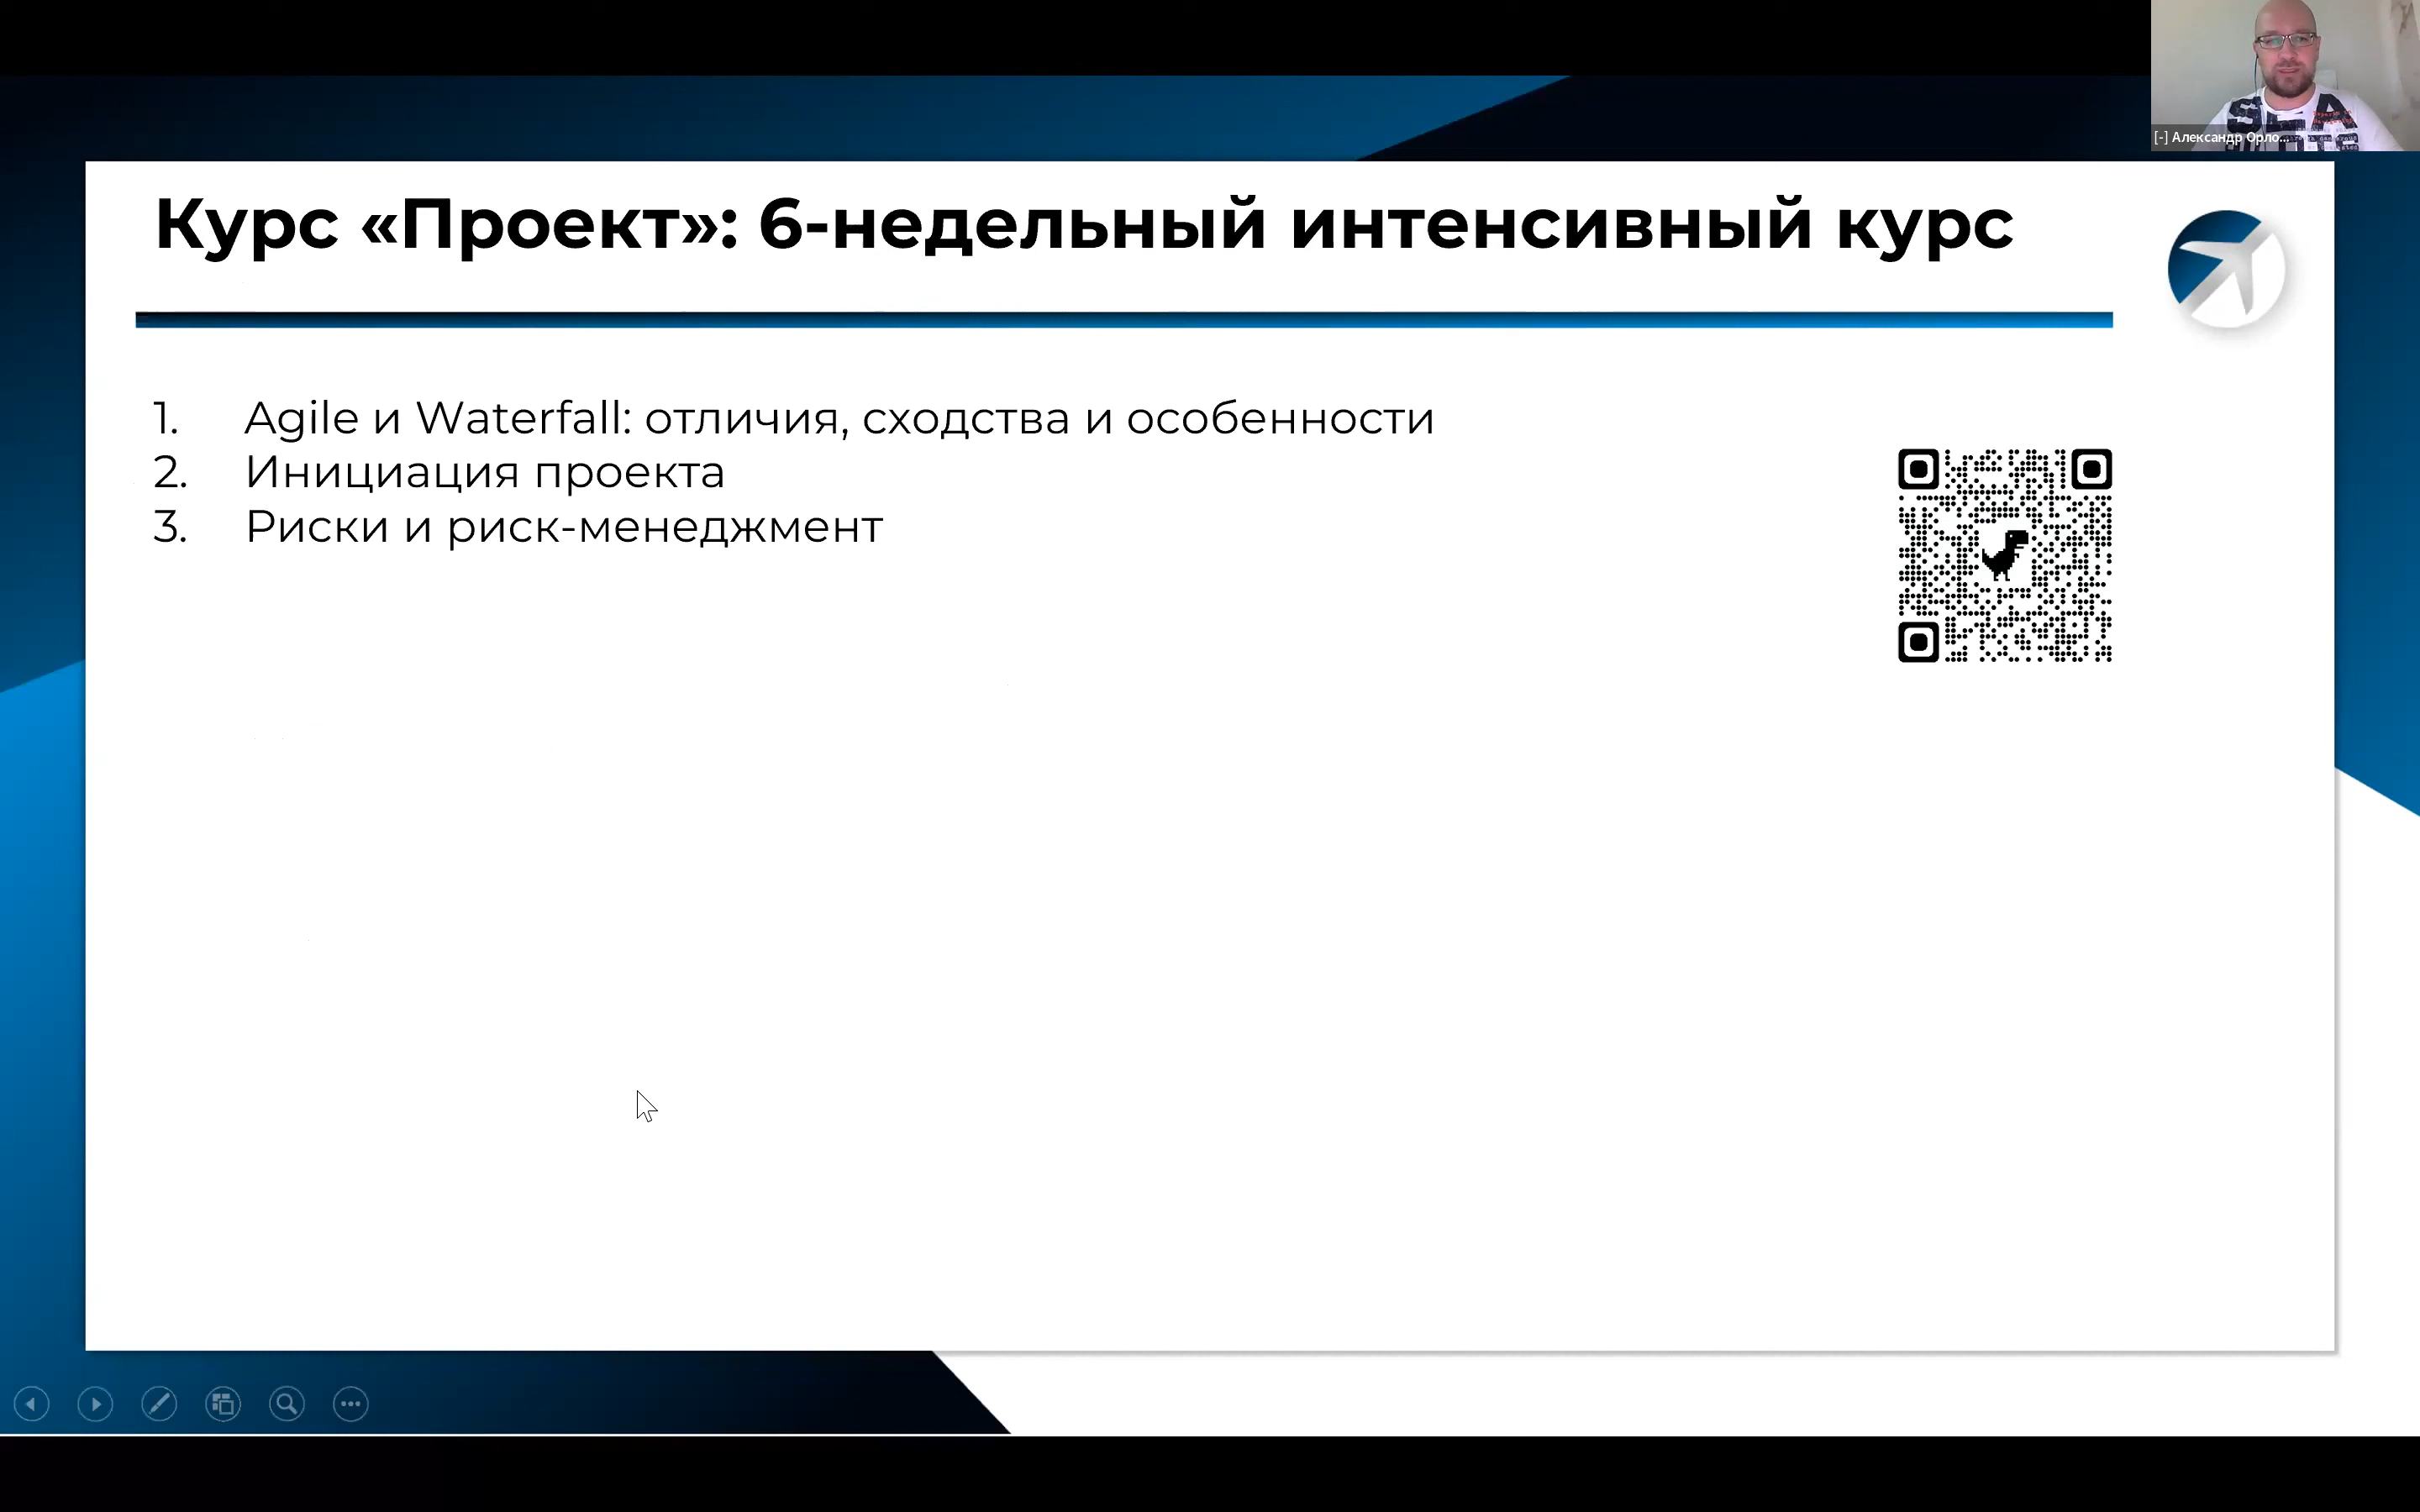 [-] Александр Орло...
Курс «Проект»: 6-недельный интенсивный курс
1. Agile и Waterfall: отличия, сходства и особенности
2. Инициация проекта
3. Риски и риск-менеджмент